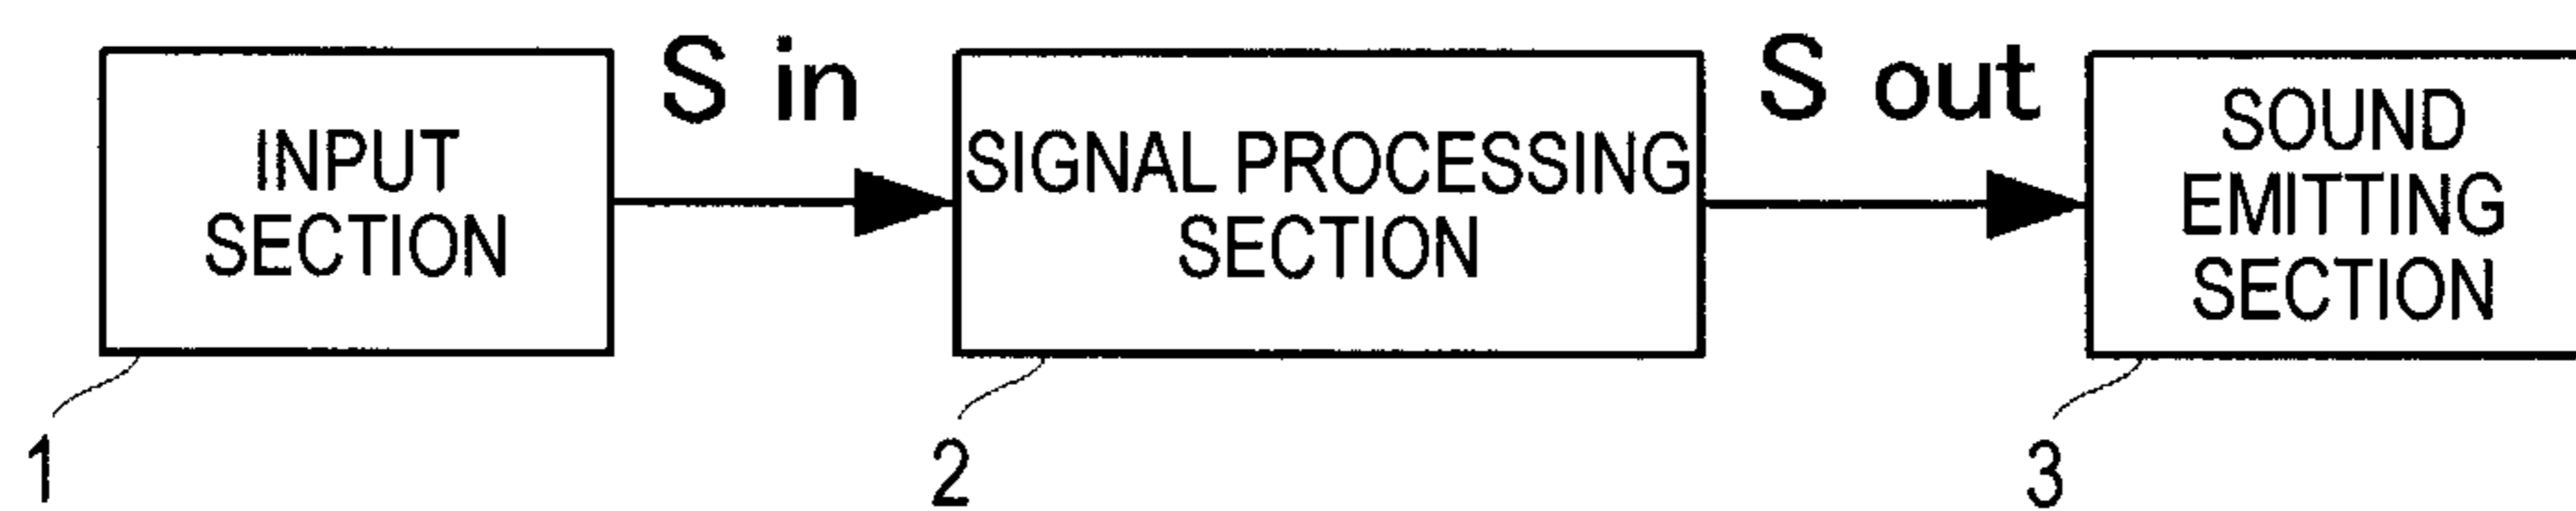 INPUT
SECTION
S in
SIGNAL PROCESSING
SECTION
S out
SOUND
EMITTING
SECTION
1
2
3